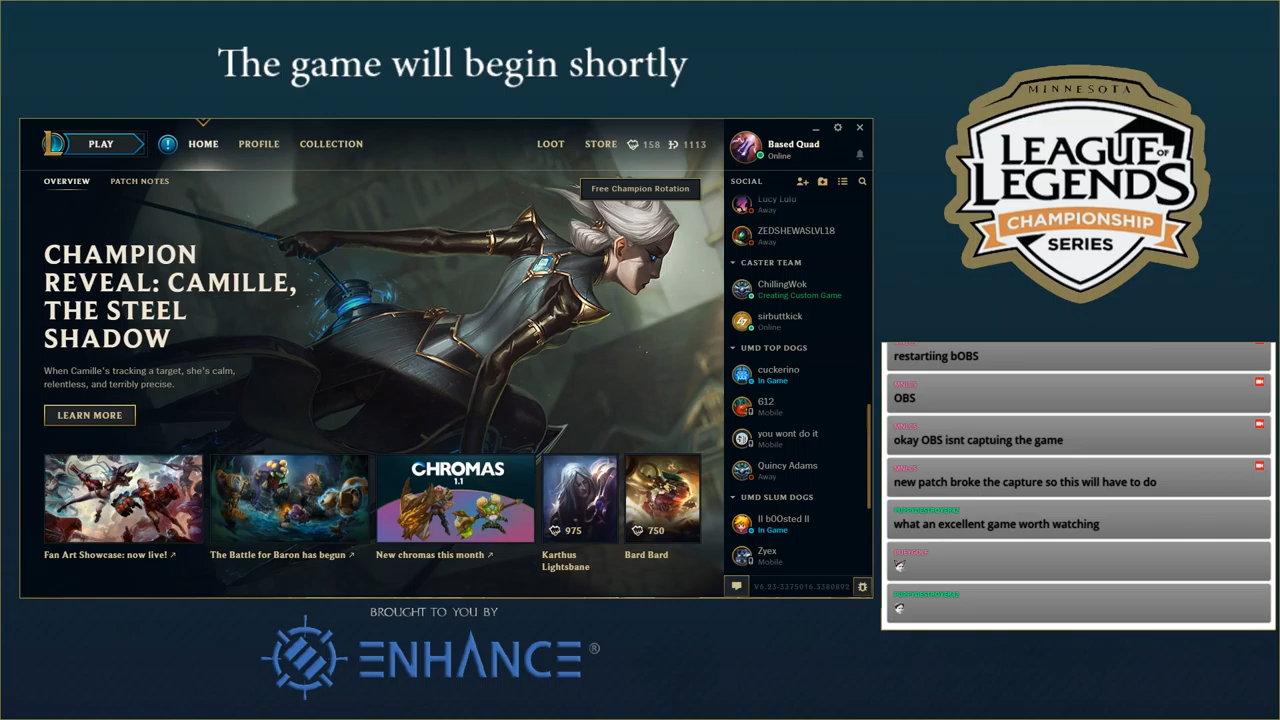 The game will begin shortly
PLAY
HOME
PROFILE
COLLECTION
LOOT
STORE
158
1113
OVERVIEW
PATCH NOTES
Free Champion Rotation
CHAMPION
REVEAL: CAMILLE,
THE STEEL
SHADOW
When Camille's tracking a target, she's calm,
relentless, and terribly precise.
LEARN MORE
CHROMAS
1.1
975
750
Fan Art Showcase: now live!
The Battle for Baron has begun
New chromas this month
Karthus
Lightsbane
Bard Bard
Based Quad
Online
SOCIAL
Lucy Lulu
Away
ZEDSHEWASLVL18
Away
CASTER TEAM
ChillingWok
Creating Custom Game
sirbuttkick
Online
UMD TOP DOGS
cuckerino
In Game
612
Mobile
you wont do it
Mobile
Quincy Adams
Away
UMD SLUM DOGS
ll b0Osted ll
In Game
Zyex
Mobile
V6.23-3375016.3380892
MINNESOTA
LEAGUE OF
LEGENDS
CHAMPIONSHIP
SERIES
restartiing bOBS
OBS
okay OBS isnt captuing the game
new patch broke the capture so this will have to do
what an excellent game worth watching
BROUGHT TO YOU BY
ENHANCE®